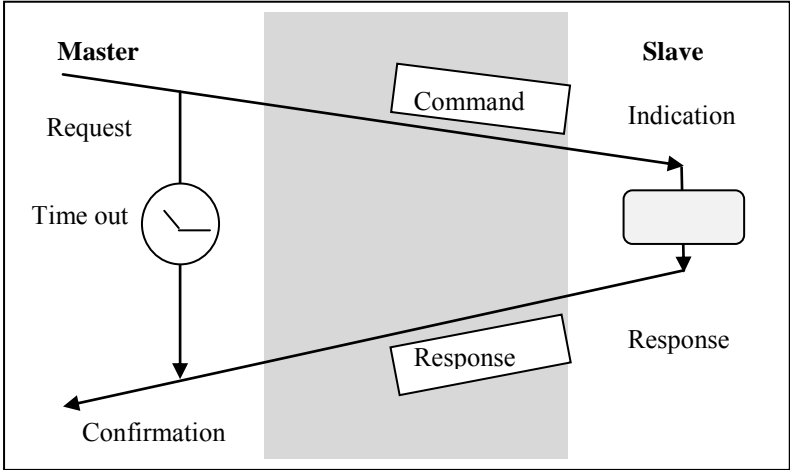 Master
Slave
Command
Indication
Request
Time out
Response
Response
Confirmation